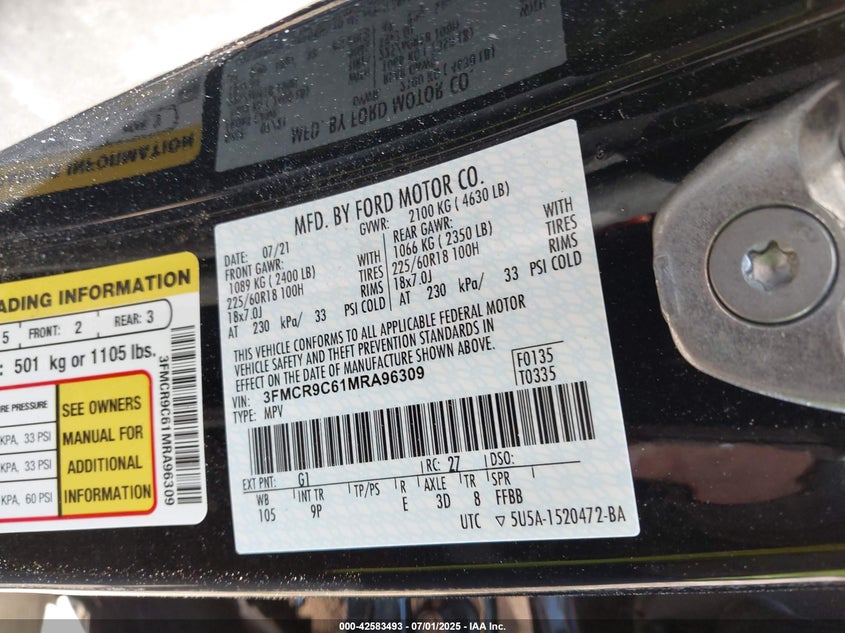 MFD. BY FORD MOTOR CO.
DATE: 07/21 GVWR: 2100 KG ( 4630 LB)
FRONT GAWR: WITH REAR GAWR: WITH
1089 KG ( 2400 LB) TIRES 1066 KG ( 2350 LB) TIRES
225/60R18 100H RIMS 225/60R18 100H RIMS
18x7.0J 18x7.0J
AT 230 kPa/ 33 PSI COLD AT 230 kPa/ 33 PSI COLD
THIS VEHICLE CONFORMS TO ALL APPLICABLE FEDERAL MOTOR
VEHICLE SAFETY AND THEFT PREVENTION STANDARDS IN
EFFECT ON THE DATE OF MANUFACTURE SHOWN ABOVE.
VIN: 3FMCR9C61MRA96309 F0135
TYPE: MPV T0335
EXT PNT: G1 RC: 27 DSO:
WB INT TR TP/PS R AXLE TR SPR
105 9P E 3D 8 FFBB
UTC ▽ 5U5A-1520472-BA
ADING INFORMATION
5 FRONT: 2 REAR: 3
: 501 kg or 1105 lbs.
RE PRESSURE
KPA, 33 PSI
KPA, 33 PSI
KPA, 60 PSI
SEE OWNERS
MANUAL FOR
ADDITIONAL
INFORMATION
3FMCR9C61MRA96309
000-42583493 - 07/01/2025 - IAA Inc.